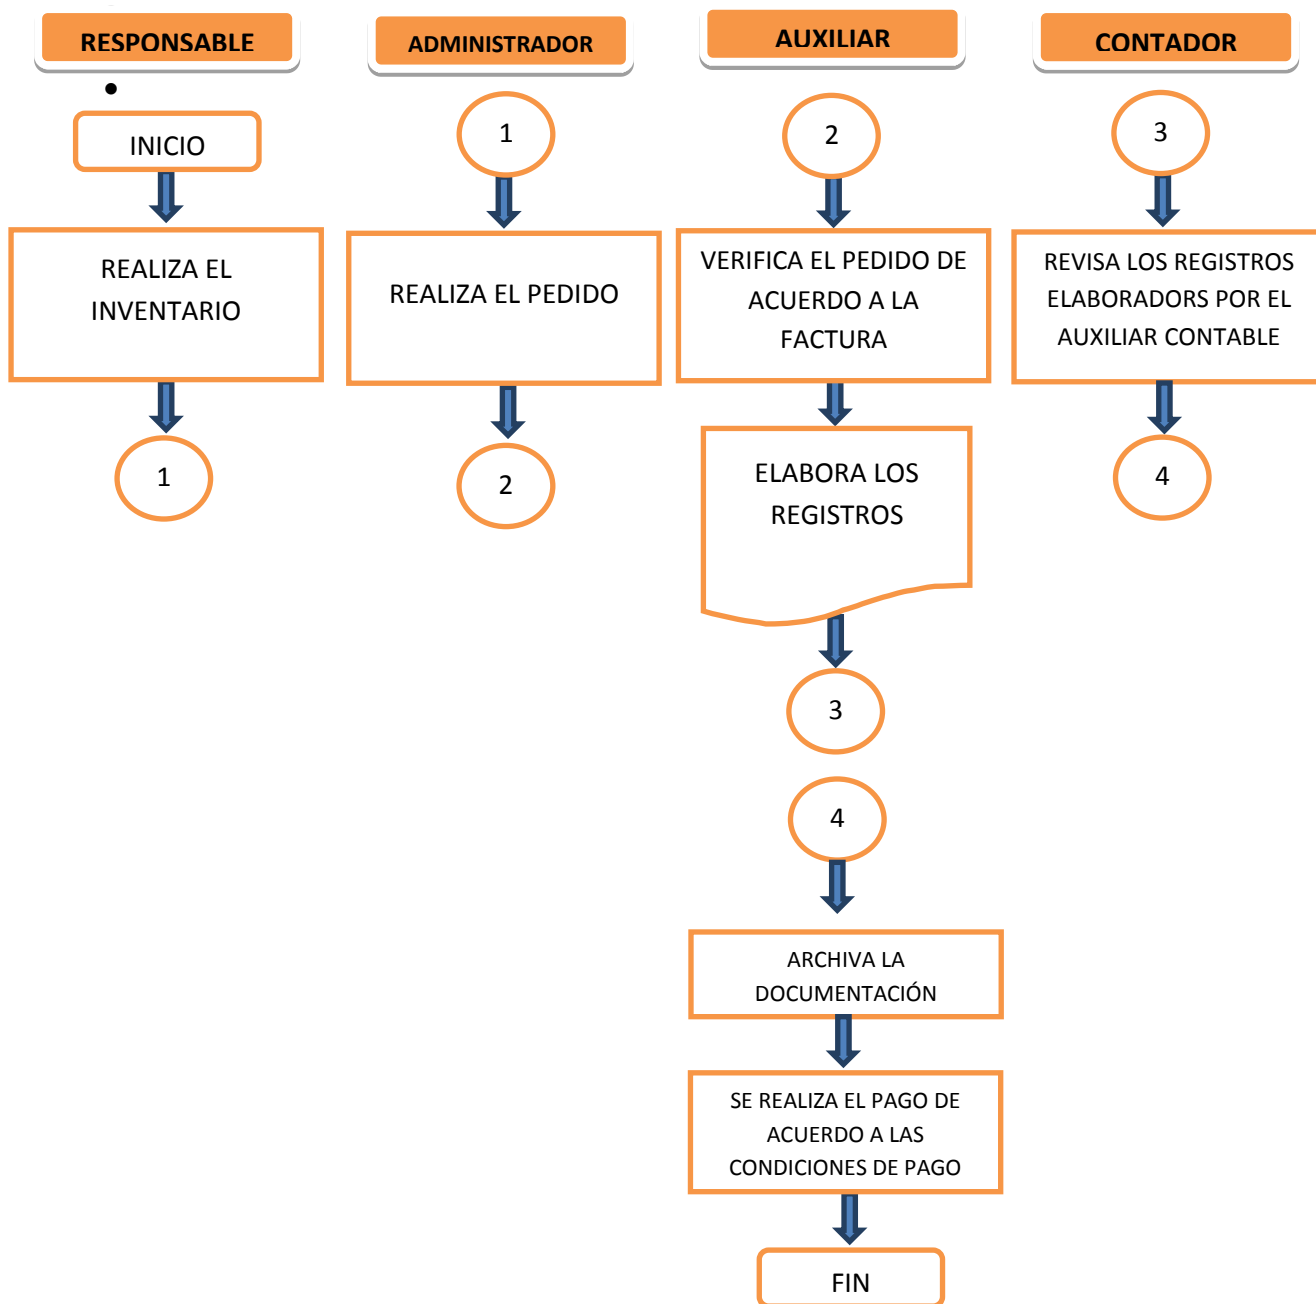 RESPONSABLE
INICIO
REALIZA EL
INVENTARIO
1
ADMINISTRADOR
1
REALIZA EL PEDIDO
2
AUXILIAR
2
VERIFICA EL PEDIDO DE
ACUERDO A LA
FACTURA
ELABORA LOS
REGISTROS
3
4
ARCHIVA LA
DOCUMENTACIÓN
SE REALIZA EL PAGO DE
ACUERDO A LAS
CONDICIONES DE PAGO
FIN
CONTADOR
3
REVISA LOS REGISTROS
ELABORADORS POR EL
AUXILIAR CONTABLE
4